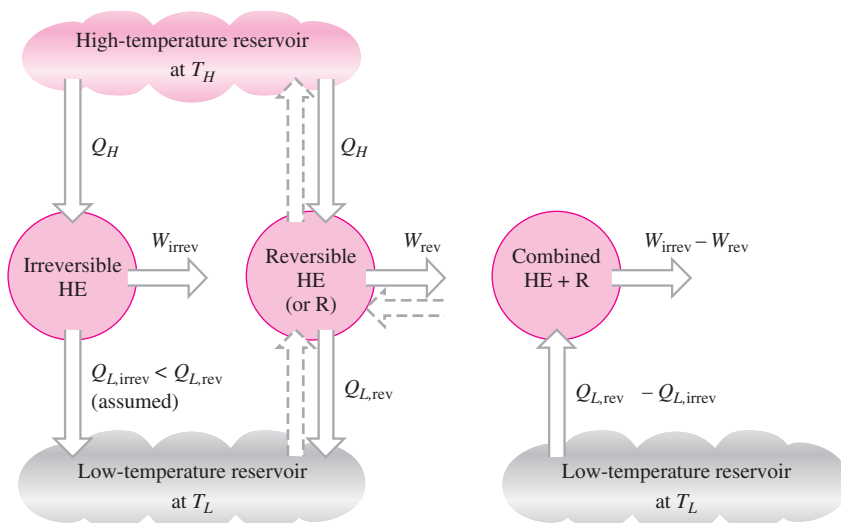 High-temperature reservoir
at T_H
Q_H
Q_H
W_irrev
W_rev
W_irrev – W_rev
Irreversible
HE
Reversible
HE
(or R)
Combined
HE + R
Q_L,irrev < Q_L,rev
(assumed)
Q_L,rev
Q_L,rev – Q_L,irrev
Low-temperature reservoir
at T_L
Low-temperature reservoir
at T_L